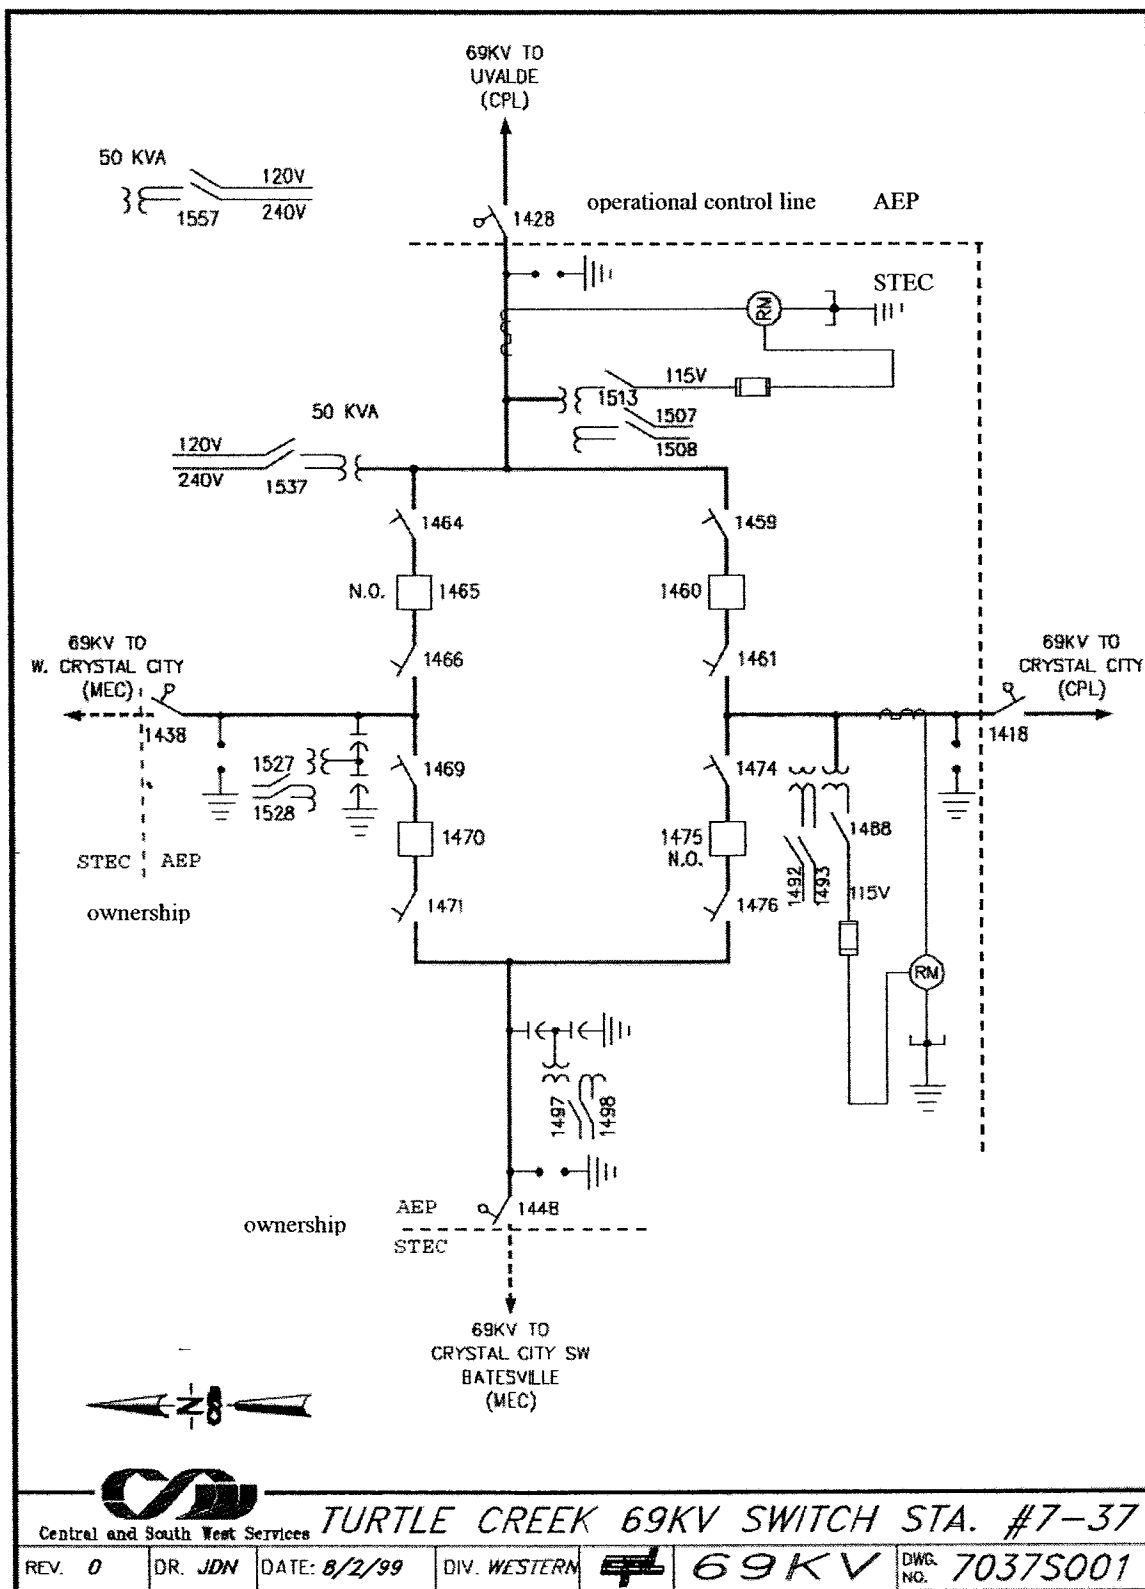 69KV TO
UVALDE
(CPL)
50 KVA
120V
240V
1557
1428
operational control line AEP
STEC
RM
115V
1513
1507
1508
50 KVA
120V
240V
1537
1464
1459
N.O.
1465
1460
1466
1461
69KV TO
W. CRYSTAL CITY
(MEC)
69KV TO
CRYSTAL CITY
(CPL)
1438
1418
1527
1528
1469
1474
1470
1475
N.O.
1488
1492
1493
115V
STEC AEP
ownership
1471
1476
RM
1497
1498
ownership
AEP
STEC
1448
69KV TO
CRYSTAL CITY SW
BATESVILLE
(MEC)
N
Central and South West Services
TURTLE CREEK 69KV SWITCH STA. #7-37
REV. 0 DR. JDN DATE: 8/2/99 DIV. WESTERN 69KV DWG. NO. 7037S001